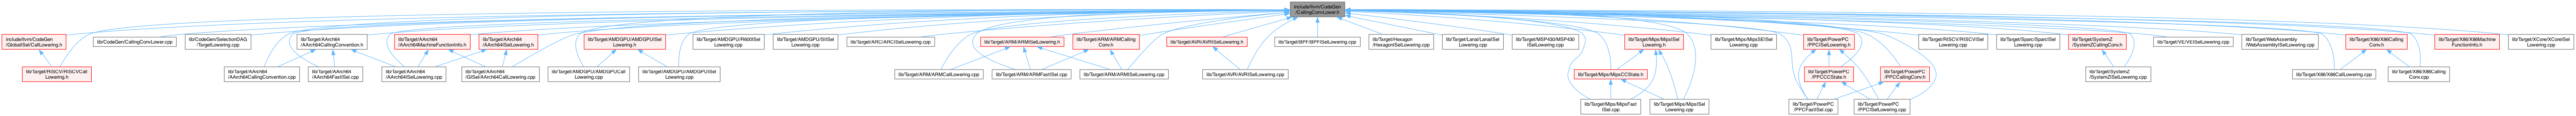 include/llvm/CodeGen
/CallingConvLower.h
include/llvm/CodeGen
/GlobalISel/CallLowering.h
lib/CodeGen/CallingConvLower.cpp
lib/CodeGen/SelectionDAG
/TargetLowering.cpp
lib/Target/AArch64
/AArch64CallingConvention.h
lib/Target/AArch64
/AArch64MachineFunctionInfo.h
lib/Target/AArch64
/AArch64ISelLowering.h
lib/Target/AMDGPU/AMDGPUISel
Lowering.h
lib/Target/AMDGPU/R600ISel
Lowering.cpp
lib/Target/AMDGPU/SIISel
Lowering.cpp
lib/Target/ARC/ARCISelLowering.cpp
lib/Target/ARM/ARMISelLowering.h
lib/Target/ARM/ARMCalling
Conv.h
lib/Target/AVR/AVRISelLowering.h
lib/Target/BPF/BPFISelLowering.cpp
lib/Target/Hexagon
/HexagonISelLowering.cpp
lib/Target/Lanai/LanaiISel
Lowering.cpp
lib/Target/MSP430/MSP430
ISelLowering.cpp
lib/Target/Mips/MipsISel
Lowering.h
lib/Target/Mips/MipsSEISel
Lowering.cpp
lib/Target/PowerPC
/PPCISelLowering.h
lib/Target/RISCV/RISCVISel
Lowering.cpp
lib/Target/Sparc/SparcISel
Lowering.cpp
lib/Target/SystemZ
/SystemZCallingConv.h
lib/Target/VE/VEISelLowering.cpp
lib/Target/WebAssembly
/WebAssemblyISelLowering.cpp
lib/Target/X86/X86Calling
Conv.h
lib/Target/X86/X86Machine
FunctionInfo.h
lib/Target/XCore/XCoreISel
Lowering.cpp
lib/Target/RISCV/RISCVCall
Lowering.h
lib/Target/AArch64
/AArch64CallingConvention.cpp
lib/Target/AArch64
/AArch64FastISel.cpp
lib/Target/AArch64
/AArch64ISelLowering.cpp
lib/Target/AArch64
/GISel/AArch64CallLowering.cpp
lib/Target/AMDGPU/AMDGPUCall
Lowering.cpp
lib/Target/AMDGPU/AMDGPUISel
Lowering.cpp
lib/Target/ARM/ARMCallLowering.cpp
lib/Target/ARM/ARMFastISel.cpp
lib/Target/ARM/ARMISelLowering.cpp
lib/Target/AVR/AVRISelLowering.cpp
lib/Target/Mips/MipsCCState.h
lib/Target/PowerPC
/PPCCCState.h
lib/Target/PowerPC
/PPCCallingConv.h
lib/Target/SystemZ
/SystemZISelLowering.cpp
lib/Target/X86/X86CallLowering.cpp
lib/Target/X86/X86Calling
Conv.cpp
lib/Target/Mips/MipsFast
ISel.cpp
lib/Target/Mips/MipsISel
Lowering.cpp
lib/Target/PowerPC
/PPCFastISel.cpp
lib/Target/PowerPC
/PPCISelLowering.cpp